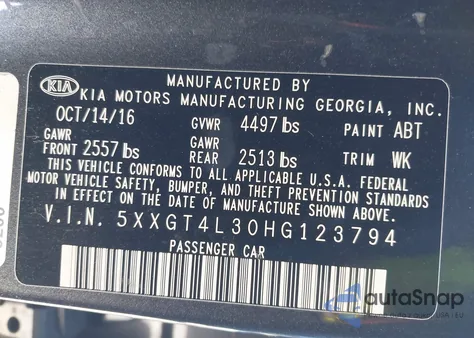 MANUFACTURED BY
KIA KIA MOTORS MANUFACTURING GEORGIA, INC.
OCT/14/16 GVWR 4497 lbs PAINT ABT
GAWR GAWR
FRONT 2557 lbs REAR 2513 lbs TRIM WK
THIS VEHICLE CONFORMS TO ALL APPLICABLE U.S.A. FEDERAL
MOTOR VEHICLE SAFETY, BUMPER, AND THEFT PREVENTION STANDARDS
IN EFFECT ON THE DATE OF MANUFACTURE SHOWN ABOVE.
V.I.N. 5XXGT4L30HG123794
PASSENGER CAR
autaSnap